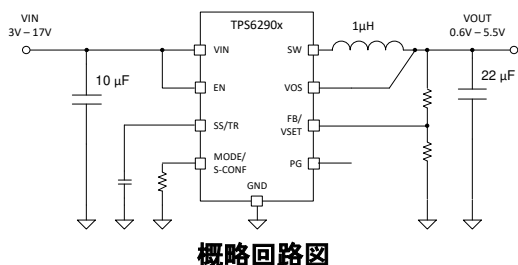 VIN
3V – 17V
TPS6290x
1µH
VOUT
0.6V – 5.5V
VIN
SW
10 µF
EN
VOS
22 µF
SS/TR
FB/
VSET
MODE/
S-CONF
PG
GND
概略回路図